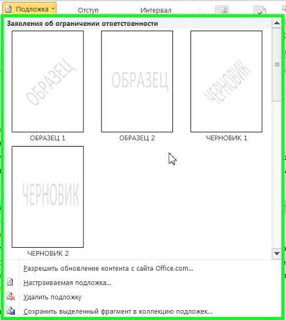 Подложка
Отступ
Интервал
Заявления об ограничении ответственности
ОБРАЗЕЦ
ОБРАЗЕЦ
ЧЕРНОВИК
ОБРАЗЕЦ 1
ОБРАЗЕЦ 2
ЧЕРНОВИК 1
ЧЕРНОВИК
ЧЕРНОВИК 2
Разрешить обновление контента с сайта Office.com...
Настраиваемая подложка...
Удалить подложку
Сохранить выделенный фрагмент в коллекцию подложек...